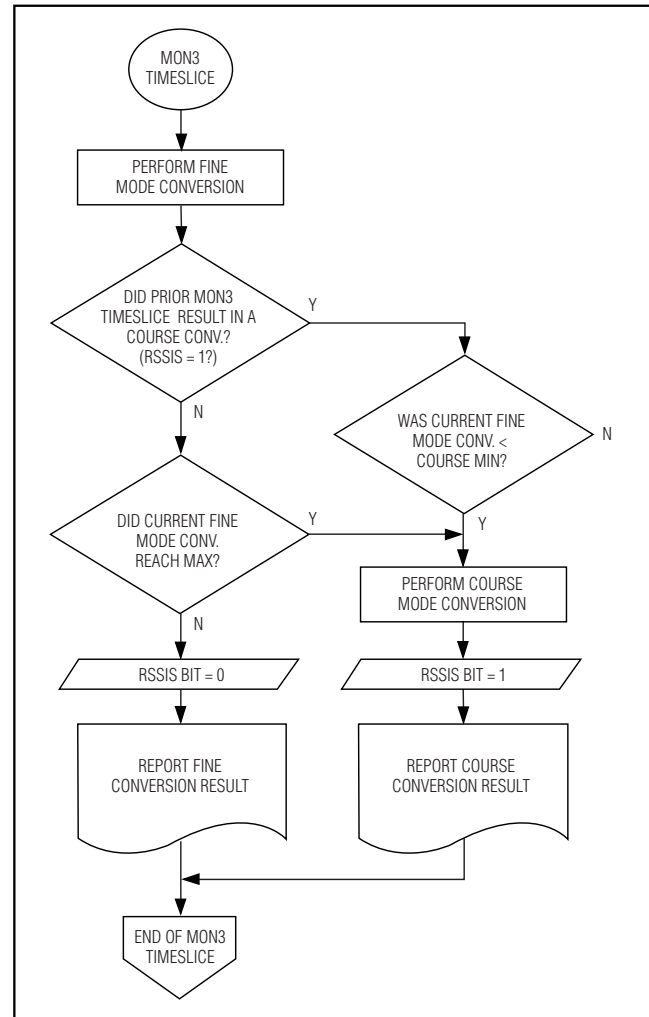 MON3
TIMESLICE
PERFORM FINE
MODE CONVERSION
DID PRIOR MON3
TIMESLICE RESULT IN A
COURSE CONV.?
(RSSIS = 1?)
Y
N
WAS CURRENT FINE
MODE CONV. <
COURSE MIN?
N
Y
DID CURRENT FINE
MODE CONV.
REACH MAX?
Y
N
PERFORM COURSE
MODE CONVERSION
RSSIS BIT = 0
RSSIS BIT = 1
REPORT FINE
CONVERSION RESULT
REPORT COURSE
CONVERSION RESULT
END OF MON3
TIMESLICE